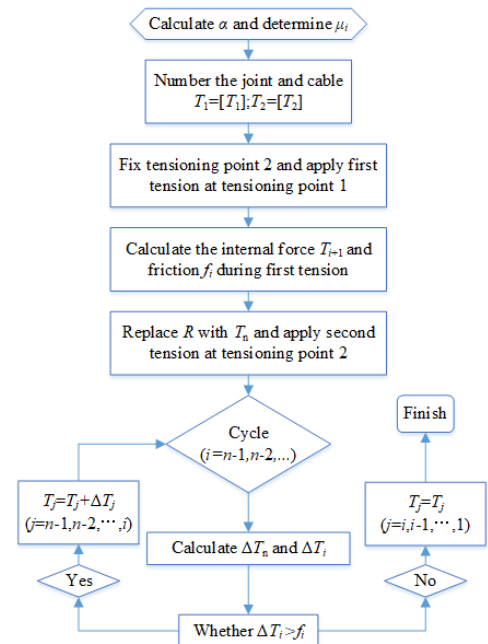 Calculate α and determine μᵢ
Number the joint and cable
T₁=[T₁];T₂=[T₂]
Fix tensioning point 2 and apply first
tension at tensioning point 1
Calculate the internal force Tᵢ₊₁ and
friction fᵢ during first tension
Replace R with Tₙ and apply second
tension at tensioning point 2
Cycle
(i=n-1,n-2,...)
Finish
Tⱼ=Tⱼ+ΔTⱼ
(j=n-1,n-2,⋯,i)
Tⱼ=Tⱼ
(j=i,i-1,⋯,1)
Calculate ΔTₙ and ΔTᵢ
Yes
No
Whether ΔTᵢ>fᵢ